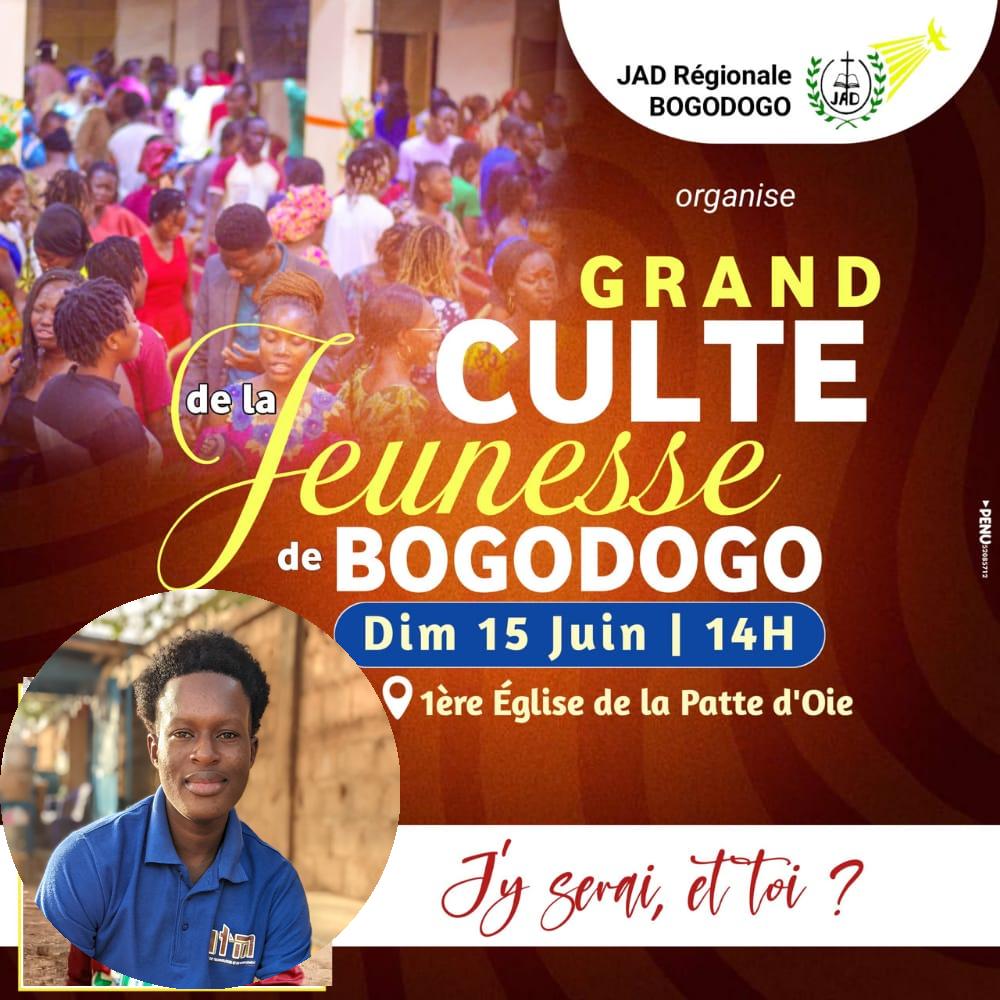 JAD Régionale
BOGODOGO
JAD
organise
GRAND
CULTE
de la
Jeunesse
de BOGODOGO
Dim 15 Juin | 14H
1ère Église de la Patte d'Oie
PENU
J'y serai, et toi ?